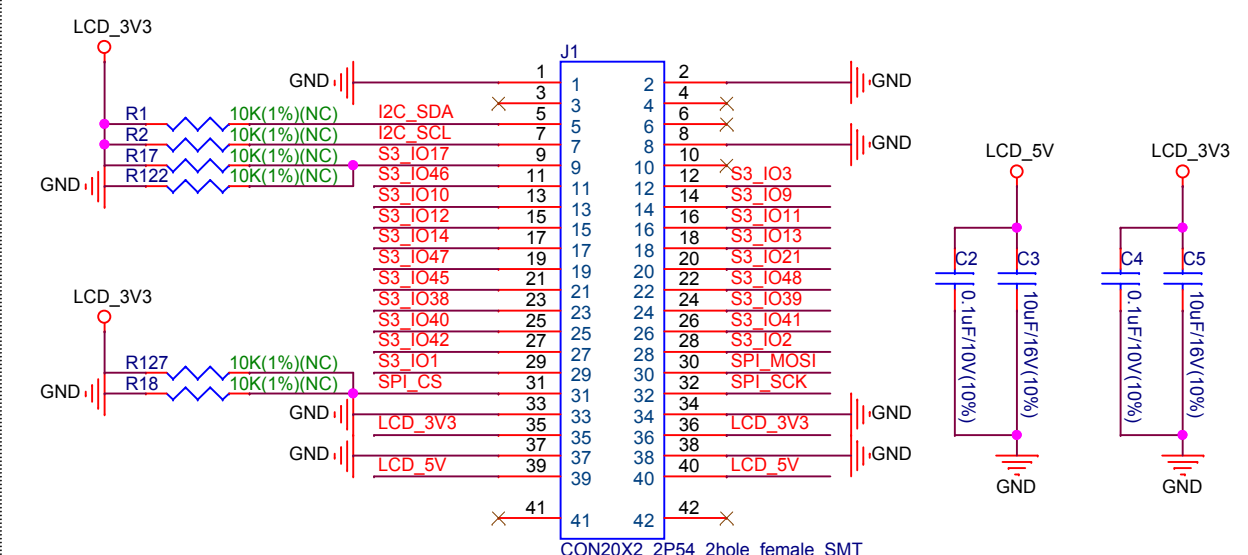 LCD_3V3
J1
GND 1 1 2 2 GND
3 3 4 4
R1 10K(1%)(NC) I2C_SDA 5 5 6 6
R2 10K(1%)(NC) I2C_SCL 7 7 8 8 GND
R17 10K(1%)(NC) S3_IO17 9 9 10 10
GND R122 10K(1%)(NC) S3_IO46 11 11 12 12 S3_IO3
S3_IO10 13 13 14 14 S3_IO9
S3_IO12 15 15 16 16 S3_IO11
S3_IO14 17 17 18 18 S3_IO13
S3_IO47 19 19 20 20 S3_IO21
S3_IO45 21 21 22 22 S3_IO48
LCD_3V3
S3_IO38 23 23 24 24 S3_IO39
S3_IO40 25 25 26 26 S3_IO41
S3_IO42 27 27 28 28 S3_IO2
R127 10K(1%)(NC) S3_IO1 29 29 30 30 SPI_MOSI
GND R18 10K(1%)(NC) SPI_CS 31 31 32 32 SPI_SCK
GND 33 33 34 34 GND
LCD_3V3 35 35 36 36 LCD_3V3
GND 37 37 38 38 GND
LCD_5V 39 39 40 40 LCD_5V
41 41 42 42
CON20X2_2P54_2hole_female_SMT
LCD_5V
C2
0.1uF/10V(10%)
C3
10uF/16V(10%)
GND
LCD_3V3
C4
0.1uF/10V(10%)
C5
10uF/16V(10%)
GND